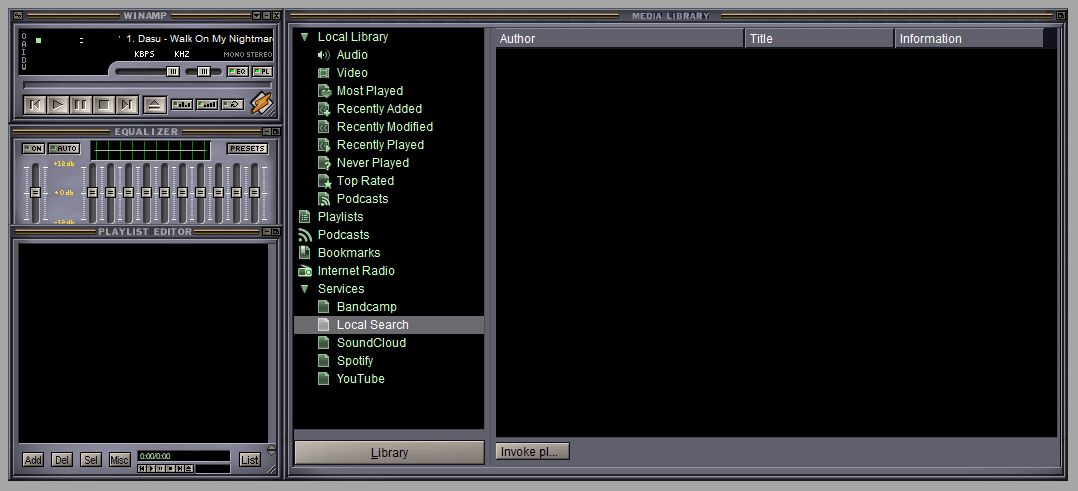 WINAMP
O
A
I
D
W
1. Dasu - Walk On My Nightmar
KBPS KHZ MONO STEREO
EQ PL
EQUALIZER
ON AUTO PRESETS
+12 db
+0 db
-12 db
PLAYLIST EDITOR
Add Del Sel Misc 0:00/0:00 List
MEDIA LIBRARY
Local Library
Audio
Video
Most Played
Recently Added
Recently Modified
Recently Played
Never Played
Top Rated
Podcasts
Playlists
Podcasts
Bookmarks
Internet Radio
Services
Bandcamp
Local Search
SoundCloud
Spotify
YouTube
Library
Author Title Information
Invoke pl...